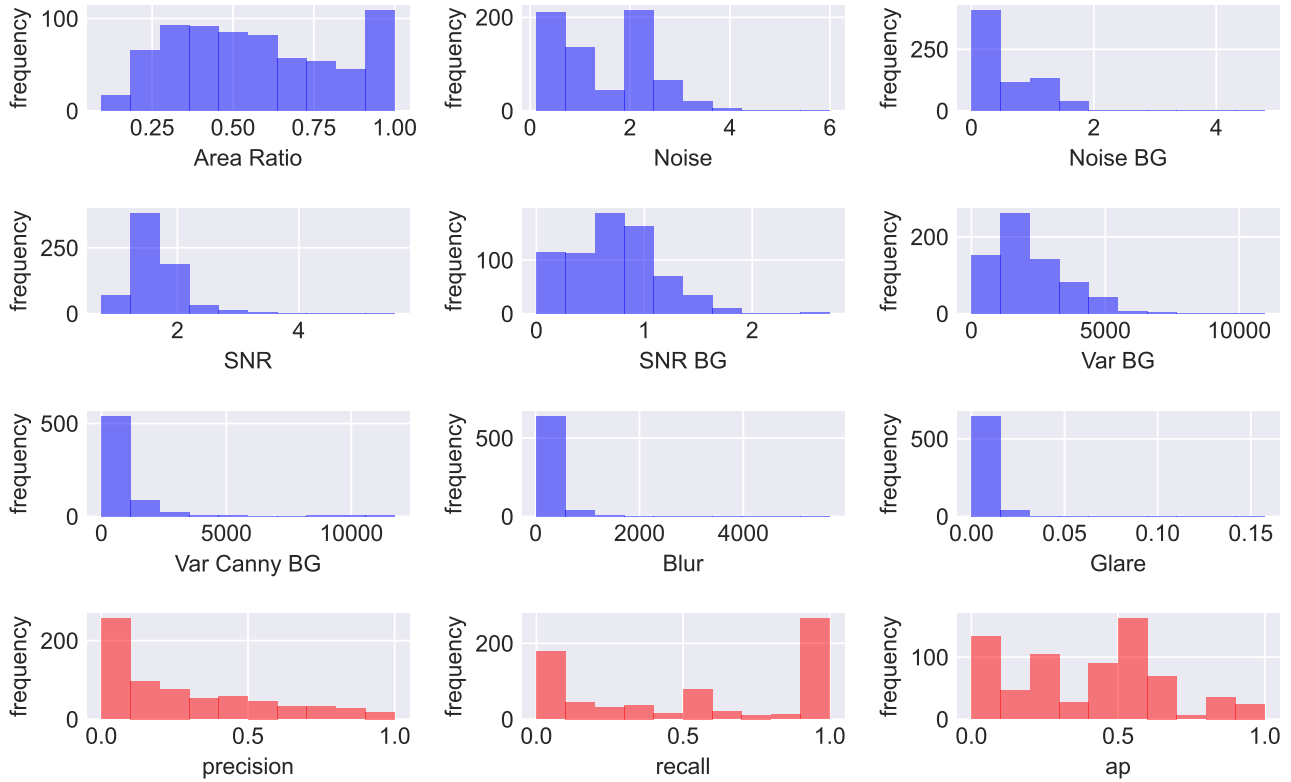 frequency
100
0
0.25 0.50 0.75 1.00
Area Ratio
frequency
200
0
0 2 4 6
Noise
frequency
250
0
0 2 4
Noise BG
frequency
250
0
2 4
SNR
frequency
100
0
0 1 2
SNR BG
frequency
200
0
0 5000 10000
Var BG
frequency
500
0
0 5000 10000
Var Canny BG
frequency
500
0
0 2000 4000
Blur
frequency
500
0
0.00 0.05 0.10 0.15
Glare
frequency
200
0
0.0 0.5 1.0
precision
frequency
200
0
0.0 0.5 1.0
recall
frequency
100
0
0.0 0.5 1.0
ap